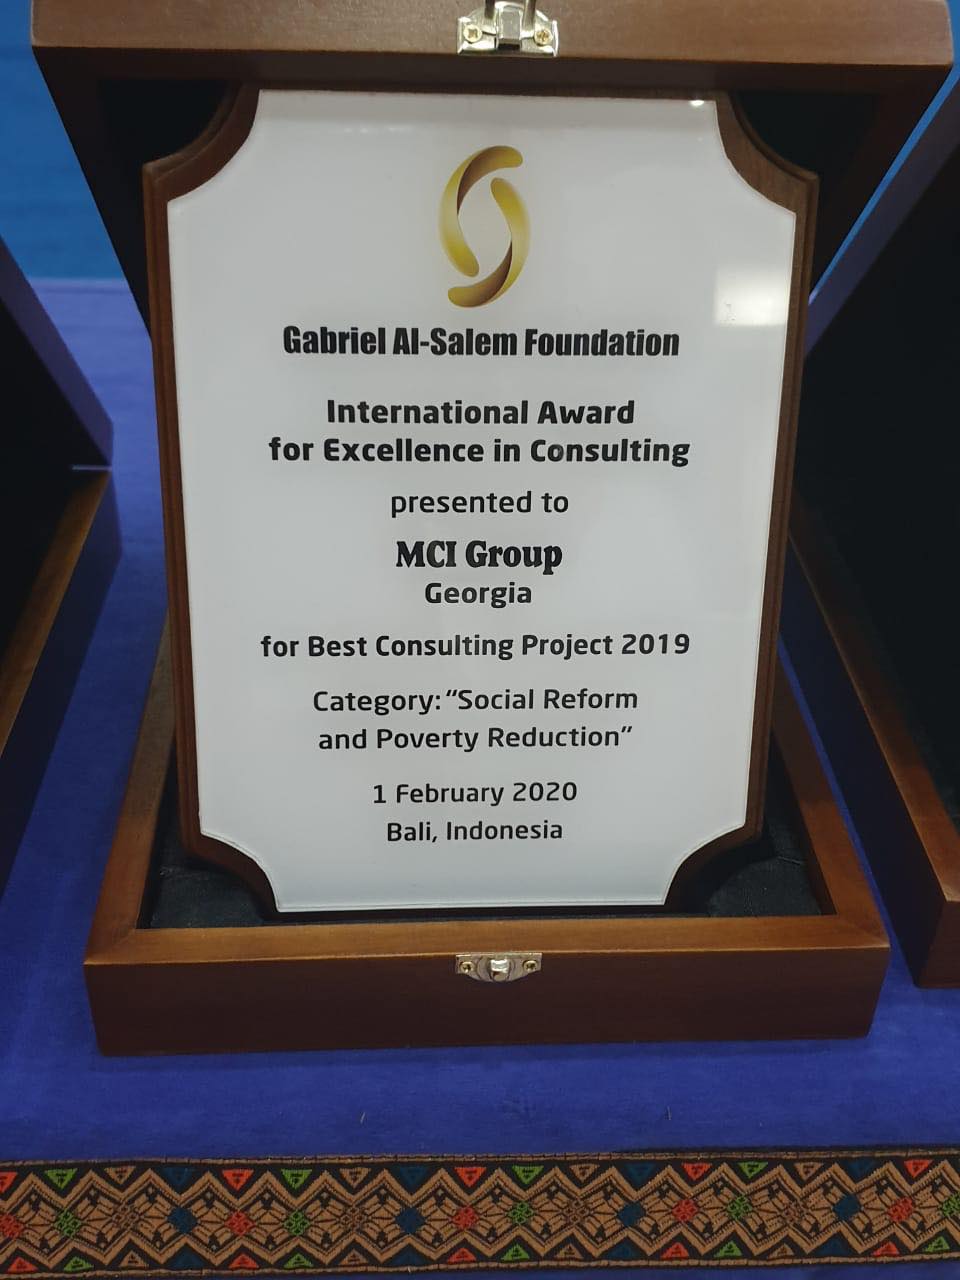 Gabriel Al-Salem Foundation
International Award
for Excellence in Consulting
presented to
MCI Group
Georgia
for Best Consulting Project 2019
Category: “Social Reform
and Poverty Reduction”
1 February 2020
Bali, Indonesia